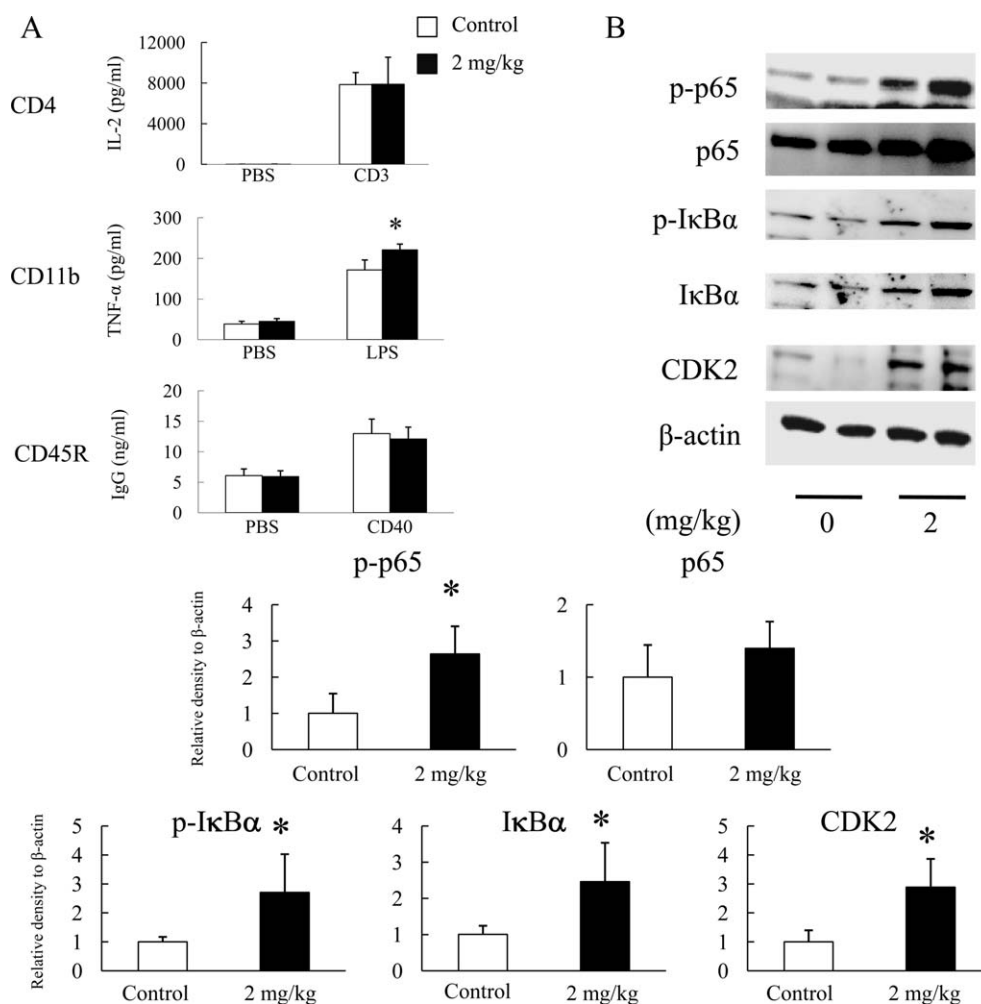 A
Control
2 mg/kg
CD4
IL-2 (pg/ml)
12000
8000
4000
0
PBS
CD3
CD11b
TNF-α (pg/ml)
300
200
100
0
*
PBS
LPS
CD45R
IgG (ng/ml)
20
15
10
5
0
PBS
CD40
B
p-p65
p65
p-IκBα
IκBα
CDK2
β-actin
(mg/kg) 0 2
p-p65
Relative density to β-actin
4
3
2
1
0
*
Control 2 mg/kg
p65
2
1
0
Control 2 mg/kg
p-IκBα
Relative density to β-actin
5
4
3
2
1
0
*
Control 2 mg/kg
IκBα
4
3
2
1
0
*
Control 2 mg/kg
CDK2
5
4
3
2
1
0
*
Control 2 mg/kg